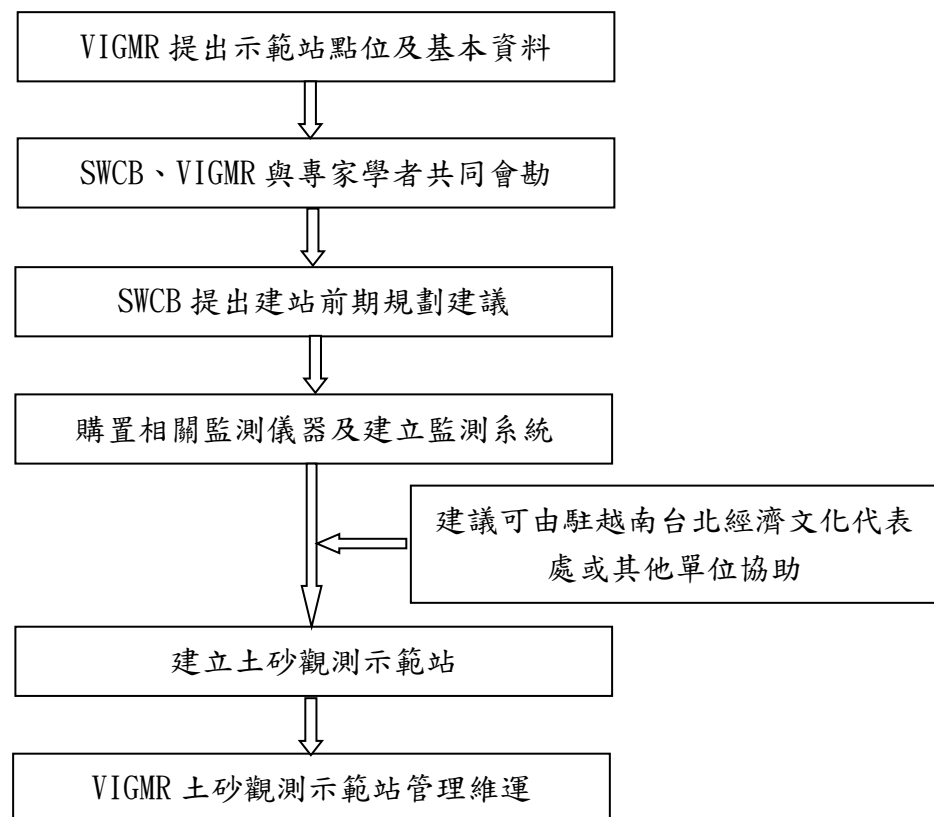 VIGMR 提出示範站點位及基本資料
SWCB、VIGMR 與專家學者共同會勘
SWCB 提出建站前期規劃建議
購置相關監測儀器及建立監測系統
建議可由駐越南台北經濟文化代表
處或其他單位協助
建立土砂觀測示範站
VIGMR 土砂觀測示範站管理維運